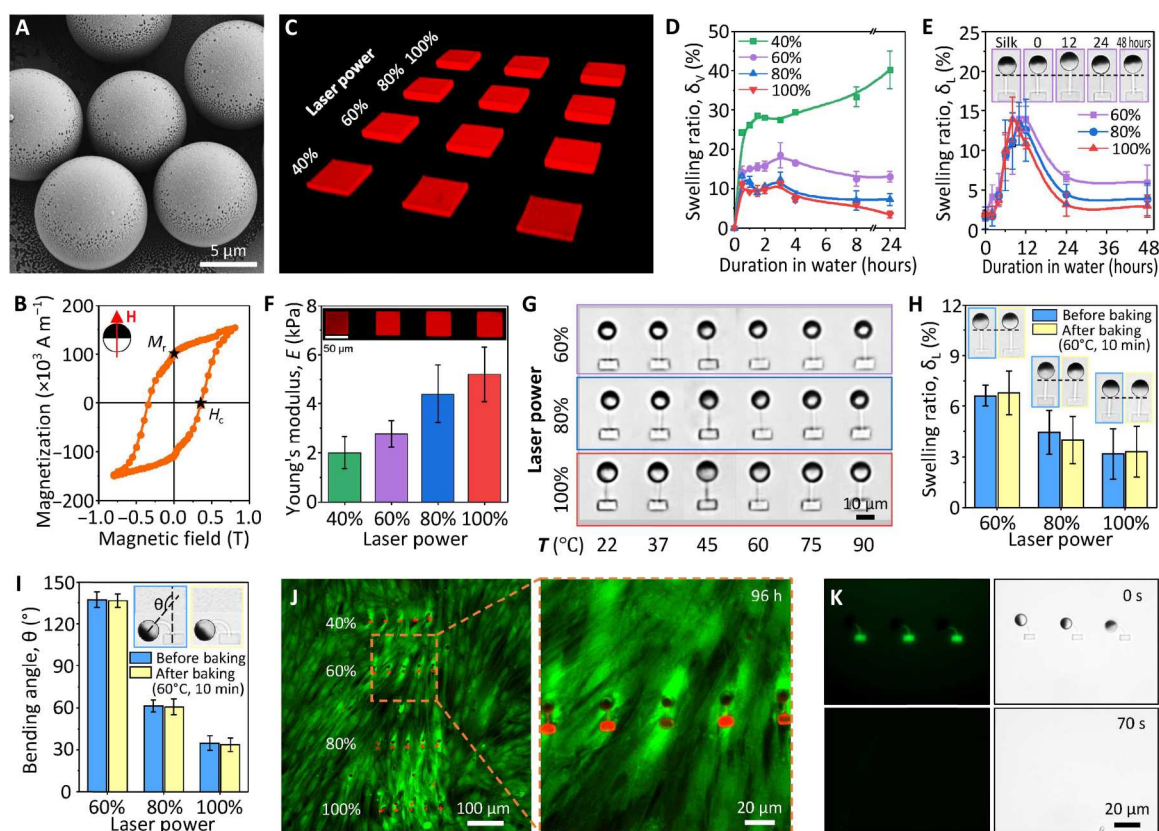 A
5 μm
B
H
Mr
Hc
Magnetization (×10³ A m⁻¹)
200
100
0
−100
−200
−1.0 −0.5 0.0 0.5 1.0
Magnetic field (T)
C
Laser power
40% 60% 80% 100%
D
Swelling ratio, δV (%)
50
40
30
20
10
0
40%
60%
80%
100%
0 2 4 8 24
Duration in water (hours)
E
Swelling ratio, δL (%)
25
20
15
10
5
0
Silk 0 12 24 48 hours
60%
80%
100%
0 12 24 36 48
Duration in water (hours)
F
Young's modulus, E (kPa)
8
6
4
2
0
50 μm
40% 60% 80% 100%
Laser power
G
Laser power
60%
80%
100%
10 μm
T (°C) 22 37 45 60 75 90
H
Swelling ratio, δL (%)
12
9
6
3
0
Before baking
After baking
(60°C, 10 min)
60% 80% 100%
Laser power
I
Bending angle, θ (°)
150
120
90
60
30
0
θ
Before baking
After baking
(60°C, 10 min)
60% 80% 100%
Laser power
J
40%
60%
80%
100%
100 μm
96 h
20 μm
K
0 s
70 s
20 μm